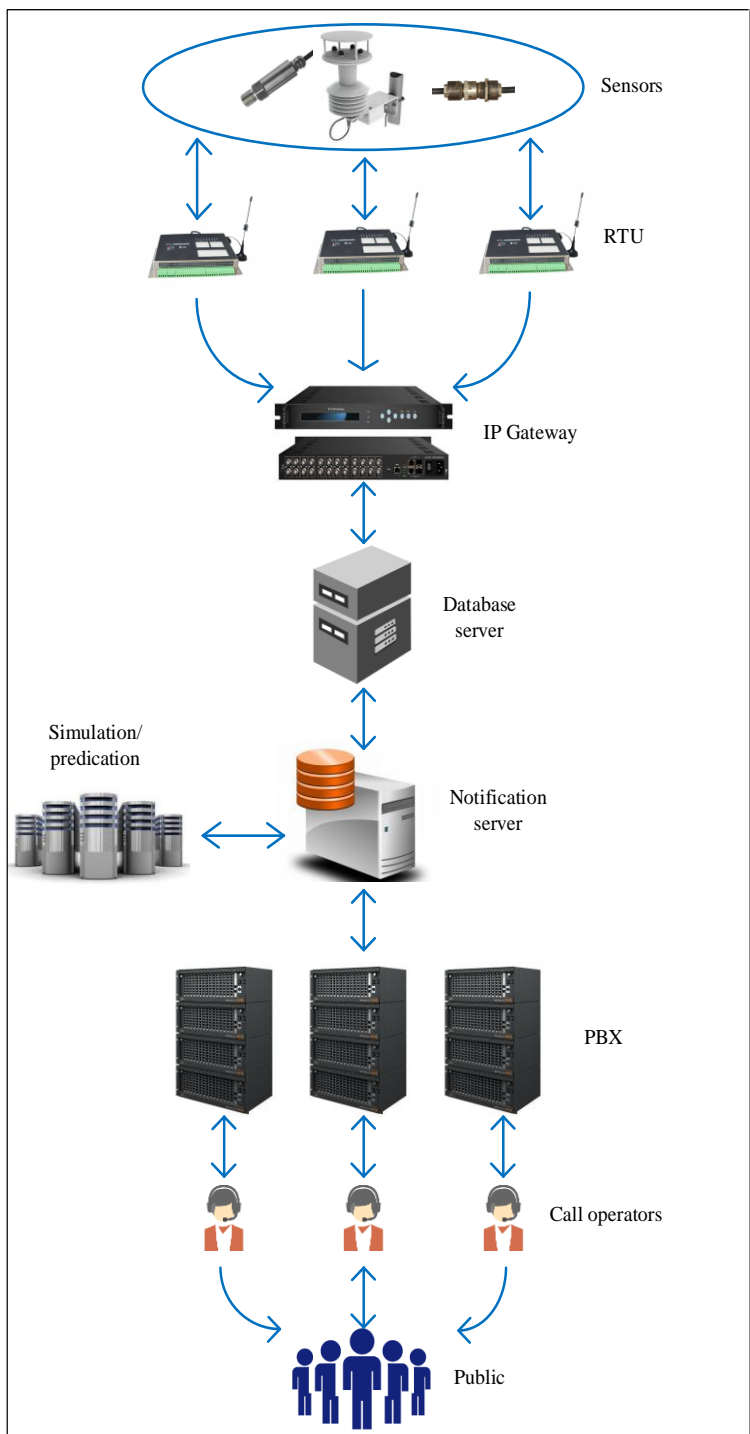 Sensors
RTU
IP Gateway
Database
server
Simulation/
predication
Notification
server
PBX
Call operators
Public